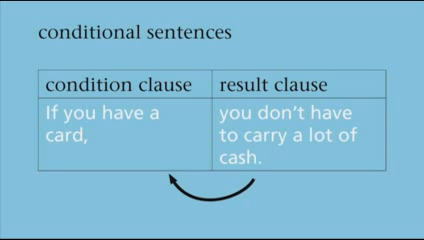 conditional sentences
condition clause
result clause
If you have a
card,
you don't have
to carry a lot of
cash.